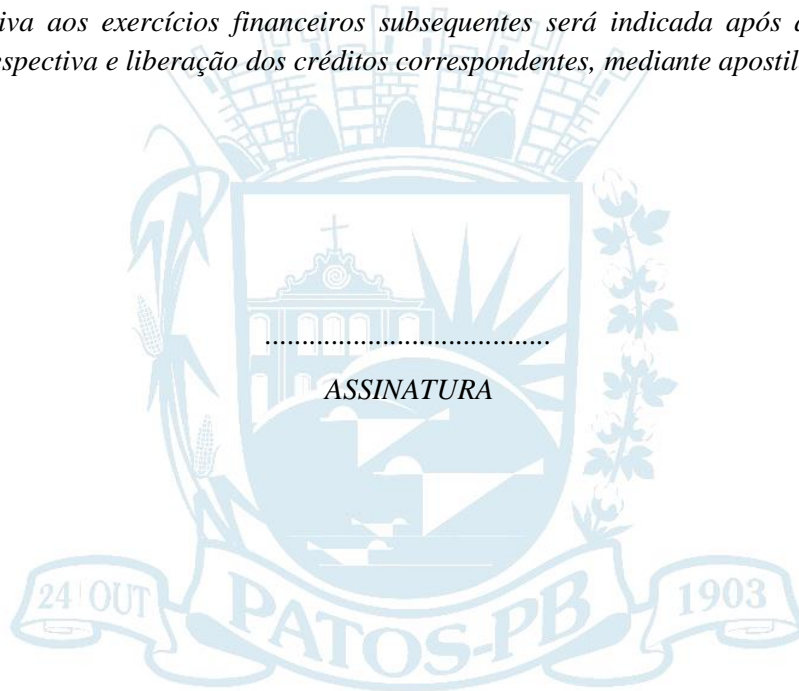 iva aos exercícios financeiros subsequentes será indicada após
espectiva e liberação dos créditos correspondentes, mediante
........................................
ASSINATURA
24 OUT
PATOS-PB
1903